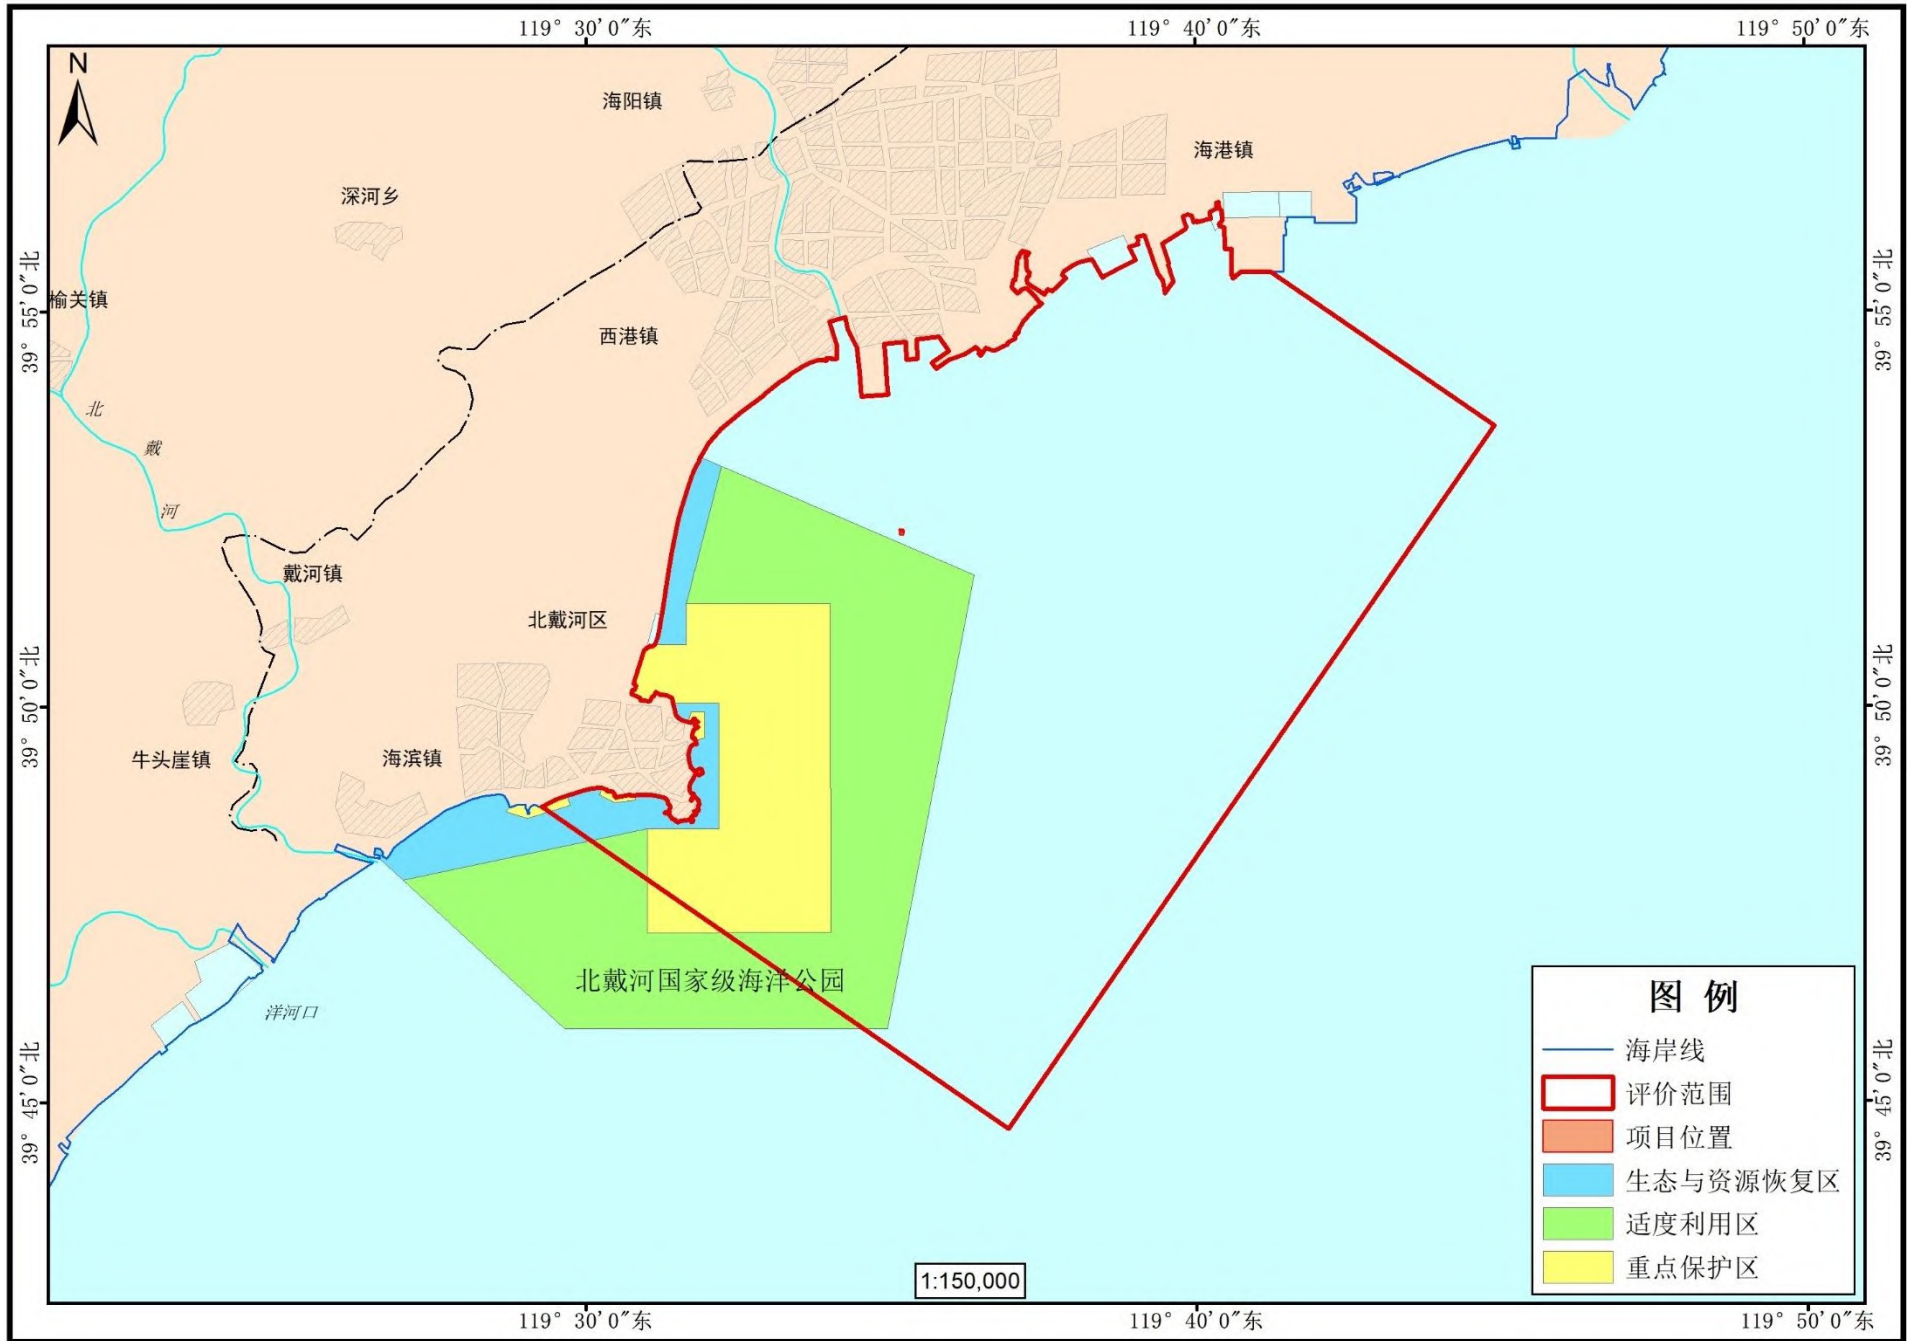 119° 30′0″东
119° 40′0″东
119° 50′0″东
N
海阳镇
海港镇
深河乡
39° 55′0″北
39° 55′0″北
榆关镇
西港镇
北
戴
河
戴河镇
北戴河区
39° 50′0″北
39° 50′0″北
牛头崖镇
海滨镇
北戴河国家级海洋公园
洋河口
39° 45′0″北
39° 45′0″北
图 例
海岸线
评价范围
项目位置
生态与资源恢复区
适度利用区
重点保护区
1:150,000
119° 30′0″东
119° 40′0″东
119° 50′0″东